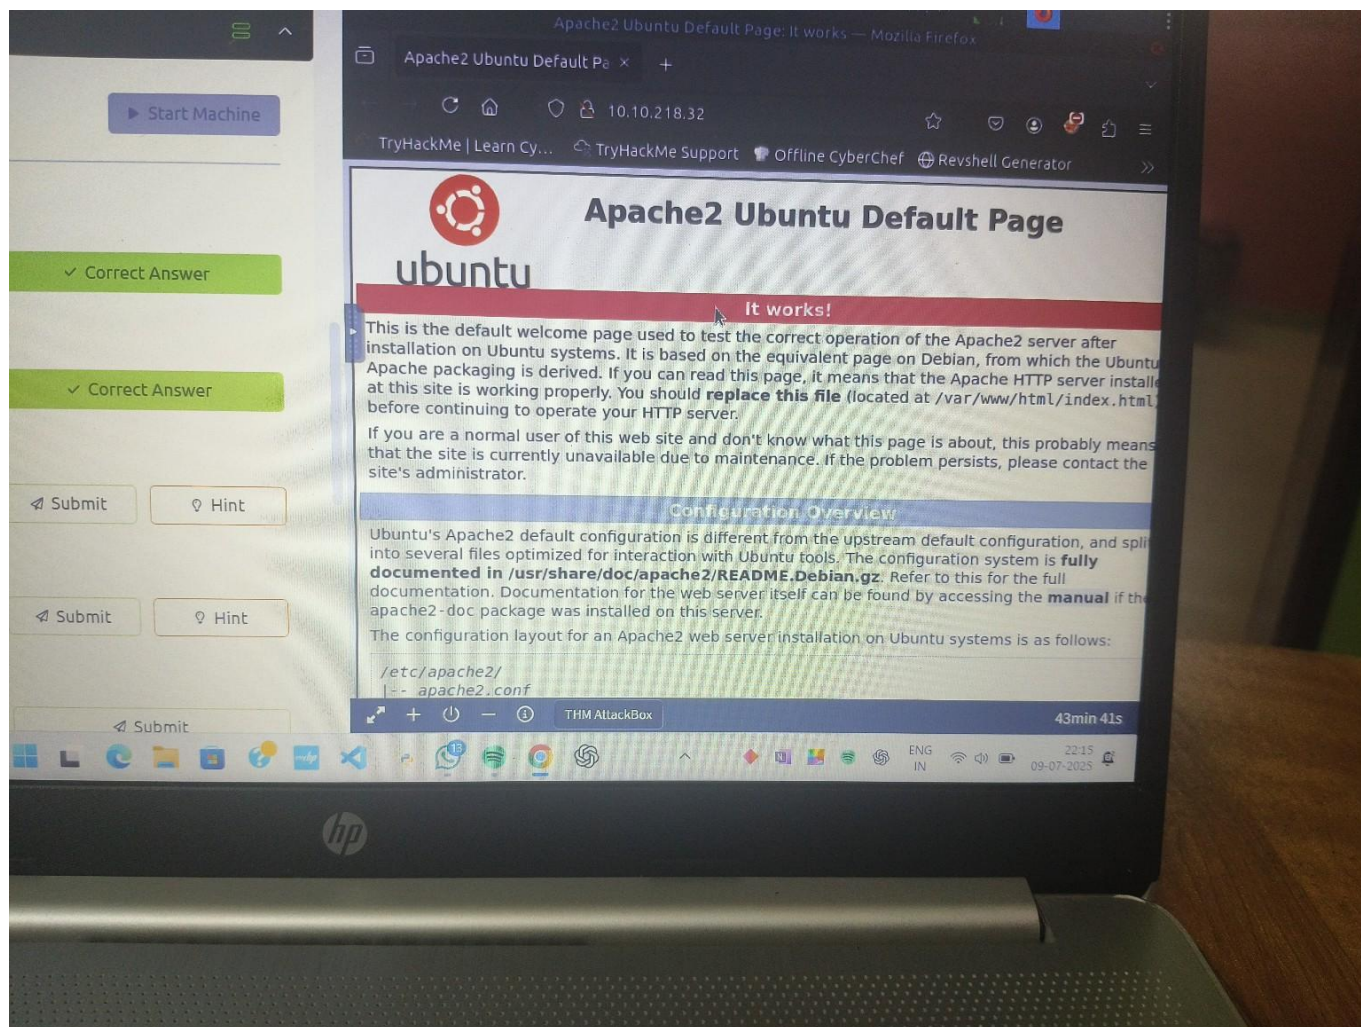 Apache2 Ubuntu Default Page: It works — Mozilla Firefox
Apache2 Ubuntu Default Pa × +
Start Machine
10.10.218.32
TryHackMe | Learn Cy... TryHackMe Support Offline CyberChef Revshell Generator »
Apache2 Ubuntu Default Page
ubuntu
Correct Answer
It works!
This is the default welcome page used to test the correct operation of the Apache2 server after
installation on Ubuntu systems. It is based on the equivalent page on Debian, from which the Ubuntu
Apache packaging is derived. If you can read this page, it means that the Apache HTTP server installe
at this site is working properly. You should replace this file (located at /var/www/html/index.html)
before continuing to operate your HTTP server.
Correct Answer
If you are a normal user of this web site and don't know what this page is about, this probably means
that the site is currently unavailable due to maintenance. If the problem persists, please contact the
site's administrator.
Submit Hint
Configuration Overview
Ubuntu's Apache2 default configuration is different from the upstream default configuration, and split
into several files optimized for interaction with Ubuntu tools. The configuration system is fully
documented in /usr/share/doc/apache2/README.Debian.gz. Refer to this for the full
documentation. Documentation for the web server itself can be found by accessing the manual if the
apache2-doc package was installed on this server.
Submit Hint
The configuration layout for an Apache2 web server installation on Ubuntu systems is as follows:
/etc/apache2/
|-- apache2.conf
Submit
THM AttackBox 43min 41s
13
ENG
IN
22:15
09-07-2025
hp